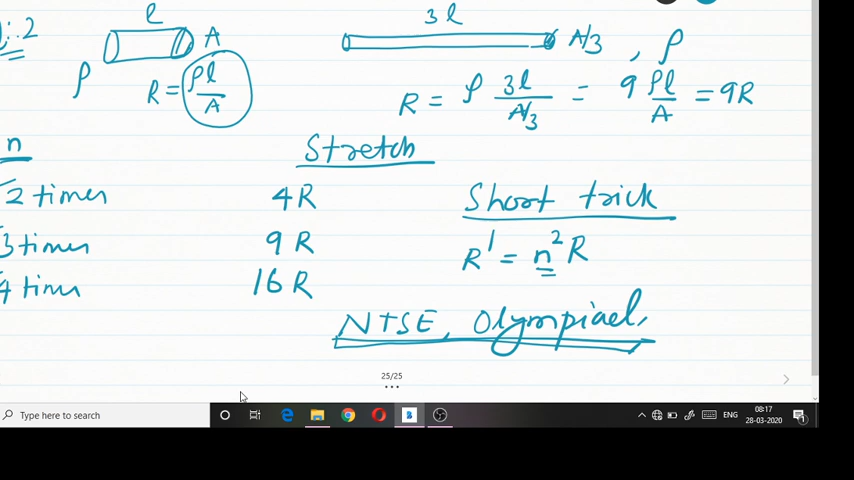 l 3l
2 A A/3 , ρ
ρ R = ρl/A R = ρ 3l/A/3 = 9 ρl/A = 9R
n Stretch
2 times 4R Short trick
3 times 9R R' = n²R
4 times 16R
NTSE, Olympiad,
25/25
...
Type here to search ENG 08:17
28-03-2020